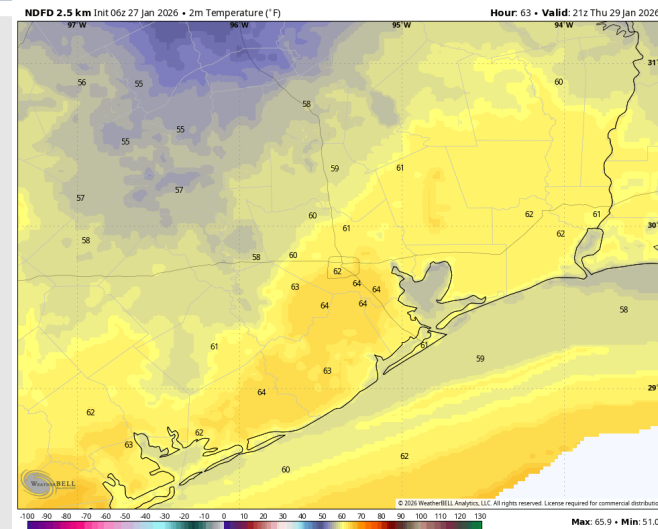 NDFD 2.5 km Init 06z 27 Jan 2026 • 2m Temperature (°F)
Hour: 63 • Valid: 21z Thu 29 Jan 2026
97°W 96°W 95°W 94°W
31°
56 55 60
58
55
55
59 61
57 57
60 62 61
61 62 30°
58
58 60
62
63 64 64
64 64
58
61 61
59
63
64 29°
62
62
63
62
60
WeatherBELL
© 2026 WeatherBELL Analytics, LLC. All rights reserved. License required for commercial distributio
-100 -90 -80 -70 -60 -50 -40 -30 -20 -10 0 10 20 30 40 50 60 70 80 90 100 110 120 130
Max: 65.9 • Min: 51.0